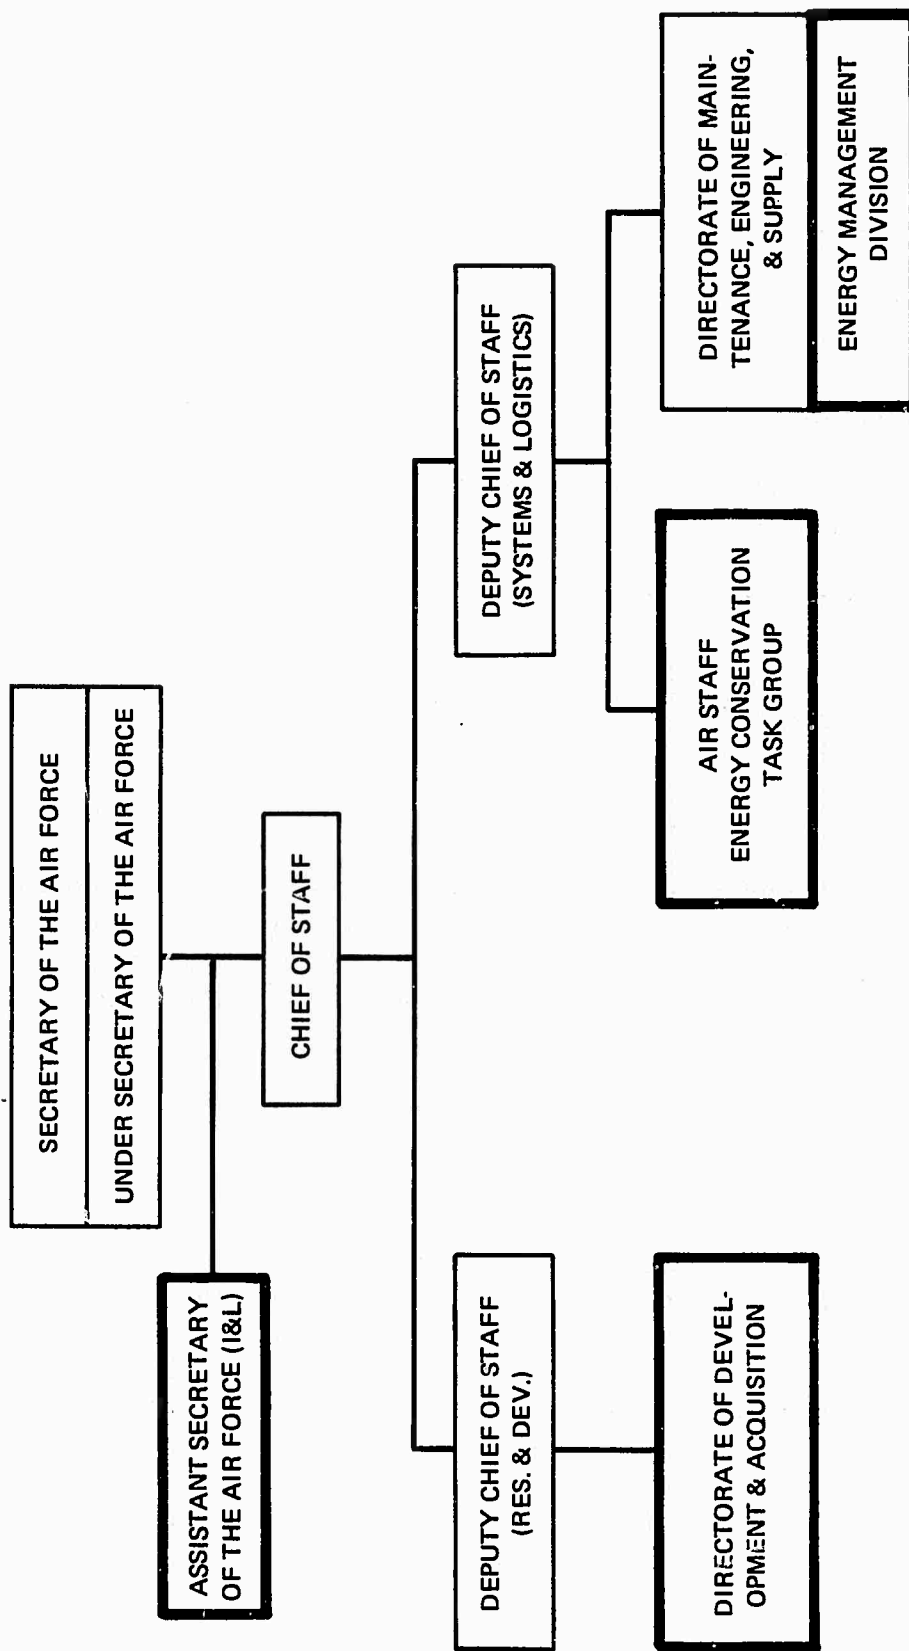 SECRETARY OF THE AIR FORCE
UNDER SECRETARY OF THE AIR FORCE
ASSISTANT SECRETARY
OF THE AIR FORCE (I&L)
CHIEF OF STAFF
DEPUTY CHIEF OF STAFF
(RES. & DEV.)
DEPUTY CHIEF OF STAFF
(SYSTEMS & LOGISTICS)
DIRECTORATE OF DEVEL-
OPMENT & ACQUISITION
AIR STAFF
ENERGY CONSERVATION
TASK GROUP
DIRECTORATE OF MAIN-
TENANCE, ENGINEERING,
& SUPPLY
ENERGY MANAGEMENT
DIVISION